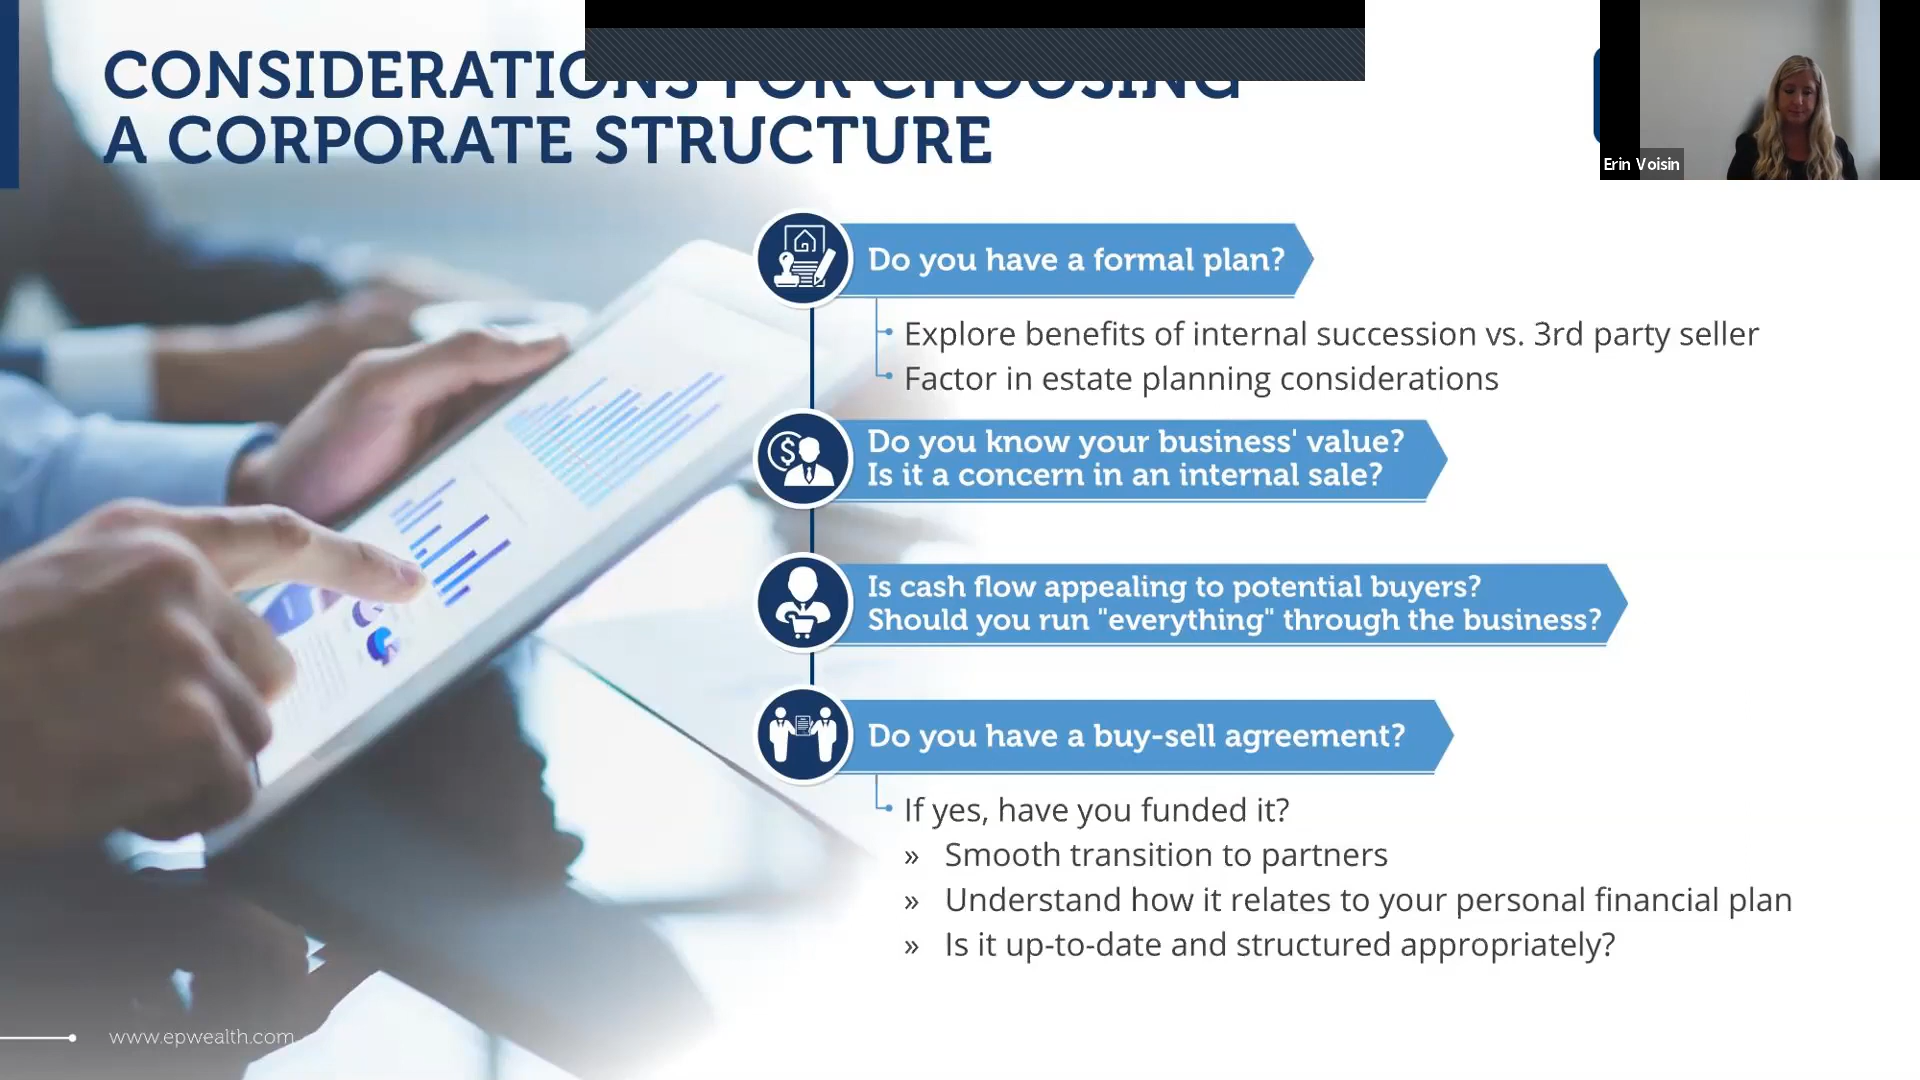 CONSIDERATIONS FOR CHOOSING
A CORPORATE STRUCTURE
Erin Voisin
Do you have a formal plan?
Explore benefits of internal succession vs. 3rd party seller
Factor in estate planning considerations
$
Do you know your business' value?
Is it a concern in an internal sale?
Is cash flow appealing to potential buyers?
Should you run "everything" through the business?
Do you have a buy-sell agreement?
If yes, have you funded it?
» Smooth transition to partners
» Understand how it relates to your personal financial plan
» Is it up-to-date and structured appropriately?
www.epwealth.com